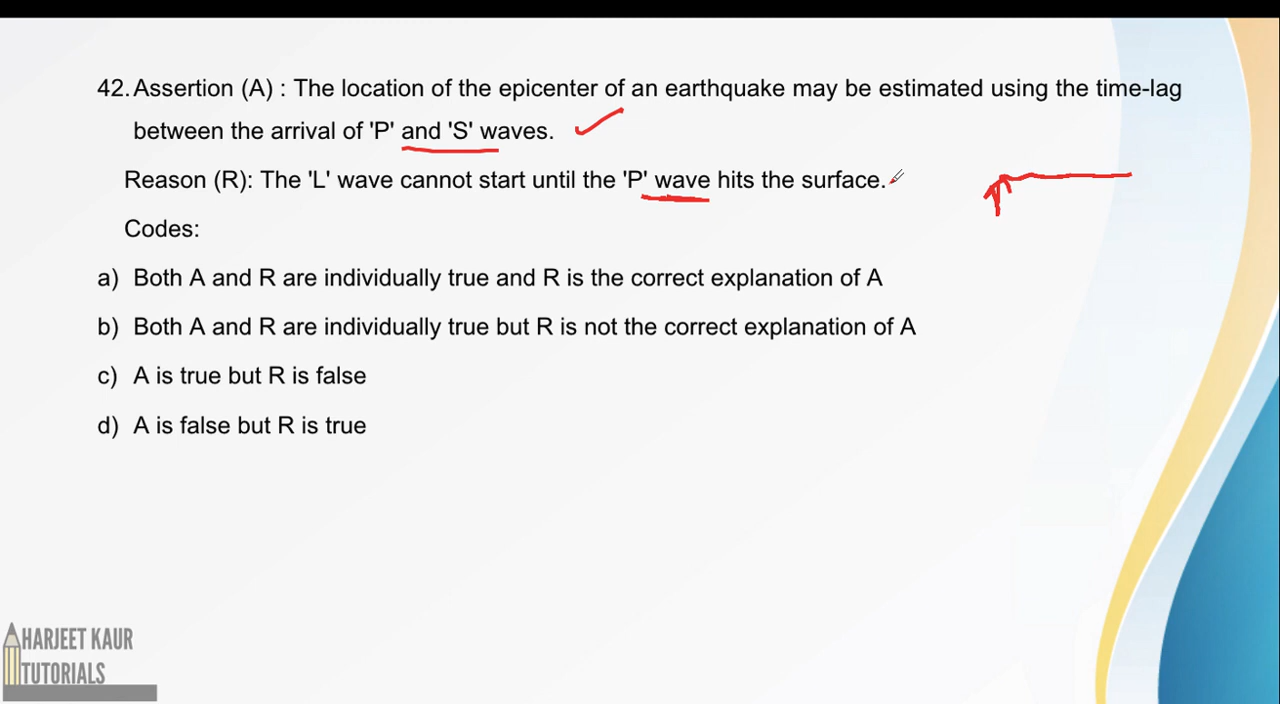 42. Assertion (A) : The location of the epicenter of an earthquake may be estimated using the time-lag
between the arrival of 'P' and 'S' waves.
Reason (R): The 'L' wave cannot start until the 'P' wave hits the surface.
Codes:
a) Both A and R are individually true and R is the correct explanation of A
b) Both A and R are individually true but R is not the correct explanation of A
c) A is true but R is false
d) A is false but R is true
HARJEET KAUR
TUTORIALS